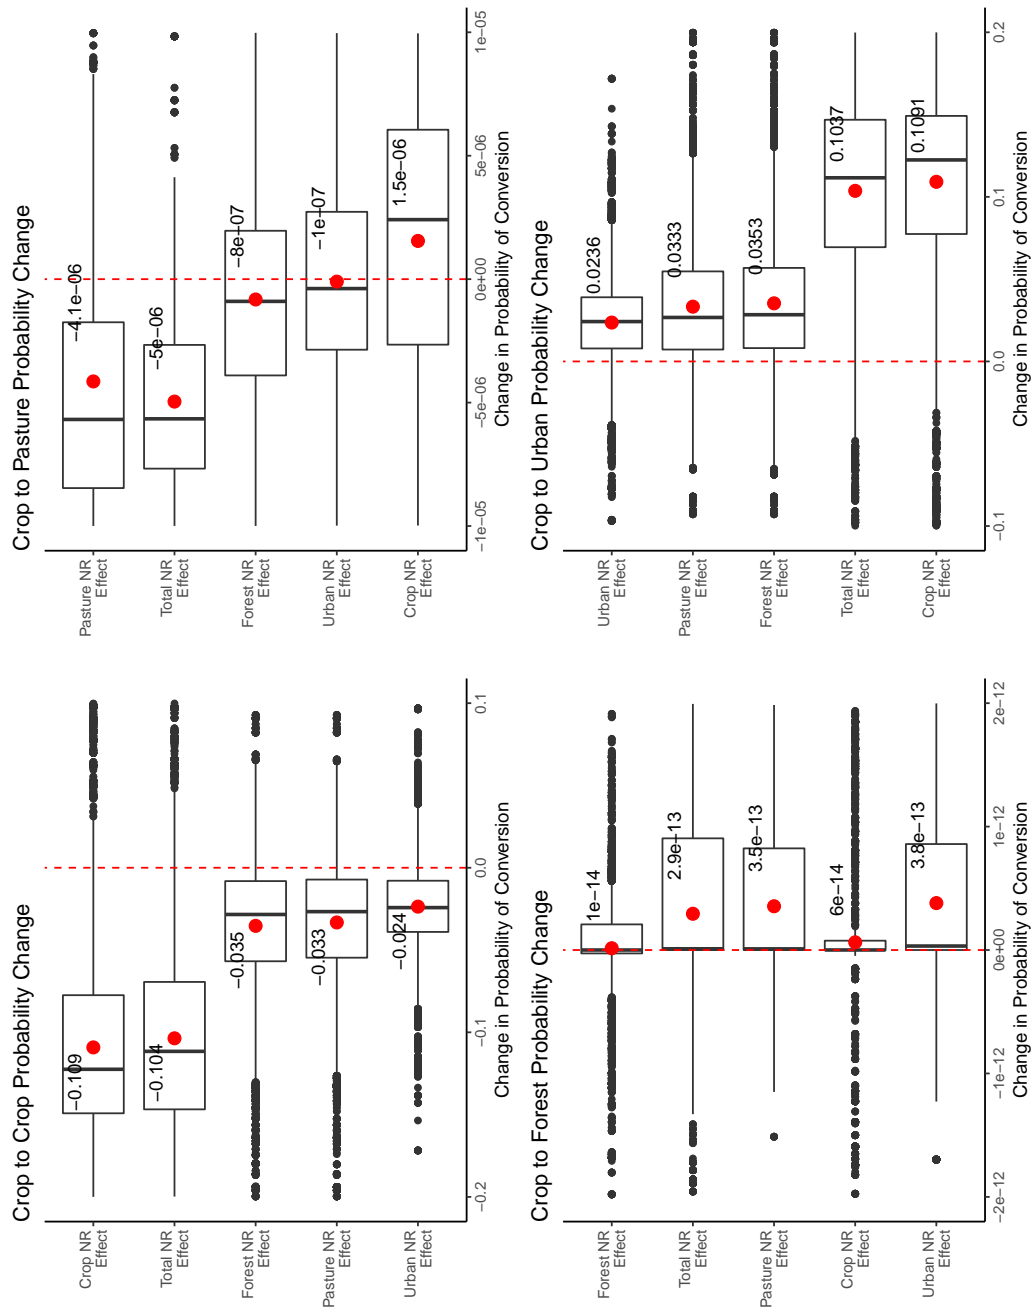 Crop to Crop Probability Change
Crop NR
Effect
Total NR
Effect
Forest NR
Effect
Pasture NR
Effect
Urban NR
Effect
−0.109
−0.104
−0.035
−0.033
−0.024
−0.2
−0.1
0.0
0.1
Change in Probability of Conversion
Crop to Pasture Probability Change
Pasture NR
Effect
Total NR
Effect
Forest NR
Effect
Urban NR
Effect
Crop NR
Effect
−4.1e−06
−5e−06
−8e−07
−1e−07
1.5e−06
−1e−05
−5e−06
0e+00
5e−06
1e−05
Change in Probability of Conversion
Crop to Forest Probability Change
Forest NR
Effect
Total NR
Effect
Pasture NR
Effect
Crop NR
Effect
Urban NR
Effect
1e−14
2.9e−13
3.5e−13
6e−14
3.8e−13
−2e−12
−1e−12
0e+00
1e−12
2e−12
Change in Probability of Conversion
Crop to Urban Probability Change
Urban NR
Effect
Pasture NR
Effect
Forest NR
Effect
Total NR
Effect
Crop NR
Effect
0.0236
0.0333
0.0353
0.1037
0.1091
−0.1
0.0
0.1
0.2
Change in Probability of Conversion